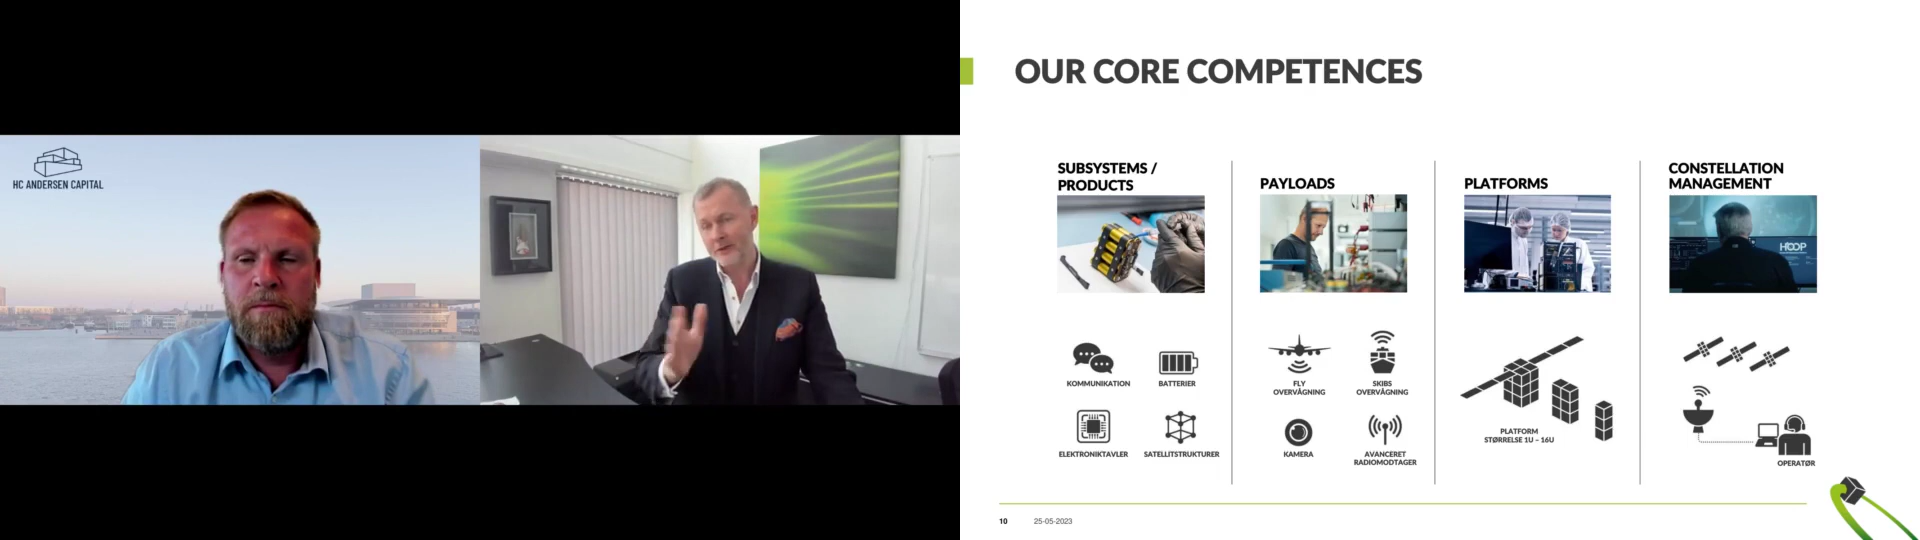 HC ANDERSEN CAPITAL
OUR CORE COMPETENCES
SUBSYSTEMS /
PRODUCTS
KOMMUNIKATION
BATTERIER
ELEKTRONIKTAVLER
SATELLITSTRUKTURER
PAYLOADS
FLY
OVERVÅGNING
SKIBS
OVERVÅGNING
KAMERA
AVANCERET
RADIOMODTAGER
PLATFORMS
PLATFORM
STØRRELSE 1U – 16U
CONSTELLATION
MANAGEMENT
HOOP
OPERATØR
10
25-05-2023